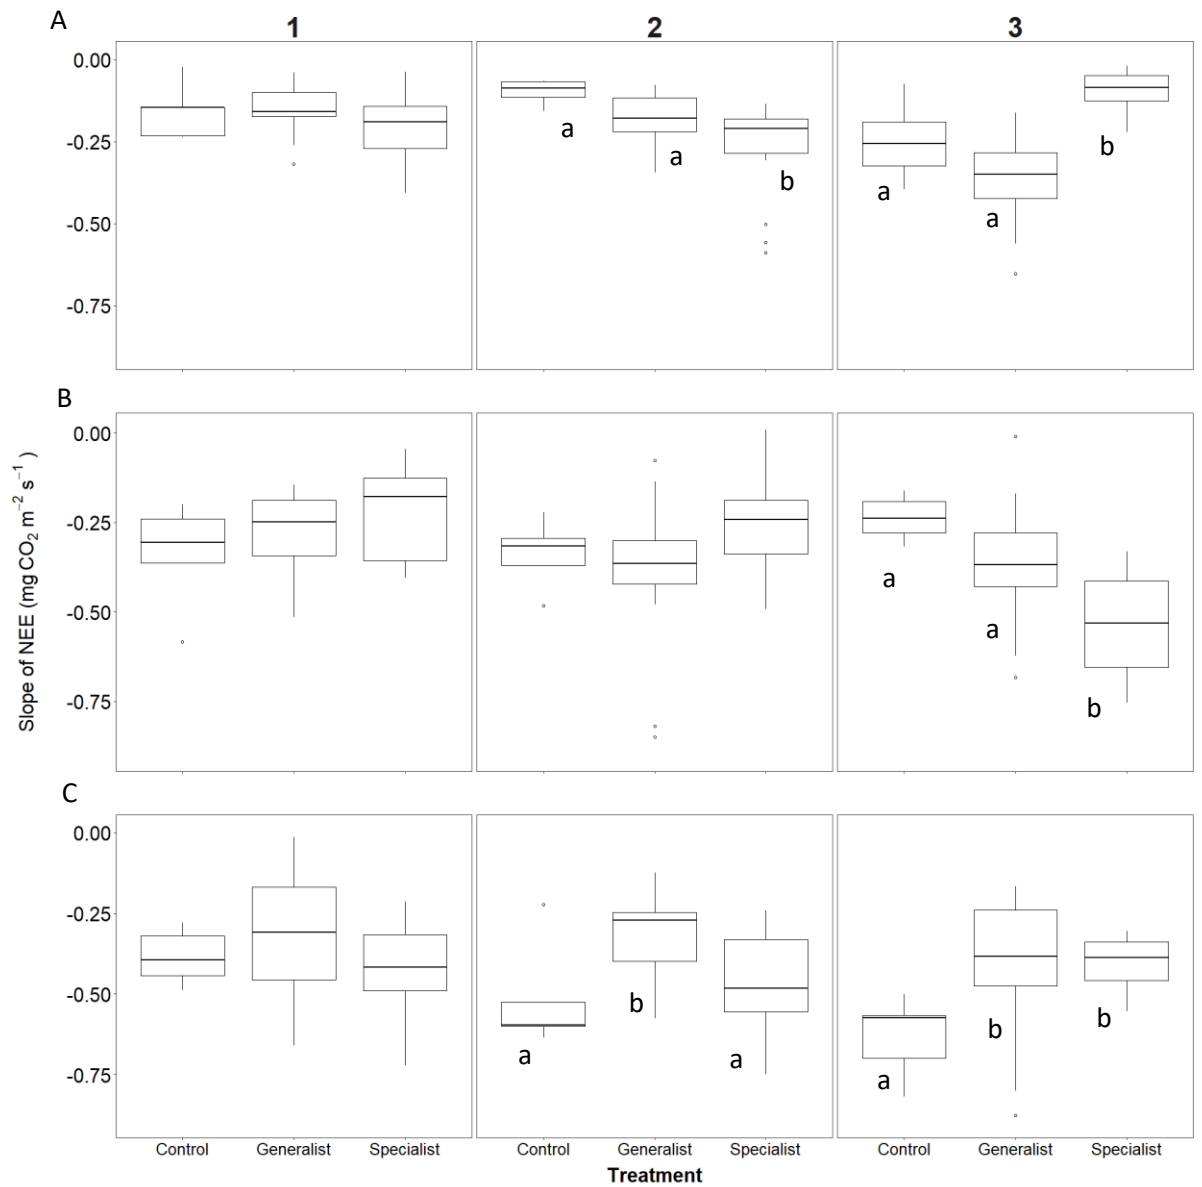 A
1 2 3
0.00
-0.25
-0.50
-0.75
a a b
a a b
B
0.00
-0.25
-0.50
-0.75
a a b
Slope of NEE (mg CO₂ m⁻² s⁻¹ )
C
0.00
-0.25
-0.50
-0.75
a b a
a b b
Control Generalist Specialist Control Generalist Specialist Control Generalist Specialist
Treatment